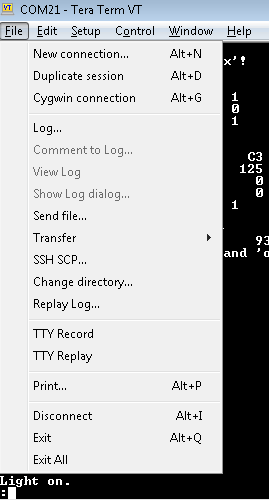 COM21 - Tera Term VT
File Edit Setup Control Window Help
New connection... Alt+N
x'!
Duplicate session Alt+D
Cygwin connection Alt+G
1
0
Log...
1
Comment to Log...
View Log
C3
125
Show Log dialog...
0
0
Send file...
1
Transfer
93
SSH SCP...
and 'o
Change directory...
Replay Log...
TTY Record
TTY Replay
Print... Alt+P
Disconnect Alt+I
Exit Alt+Q
Exit All
Light on.
: